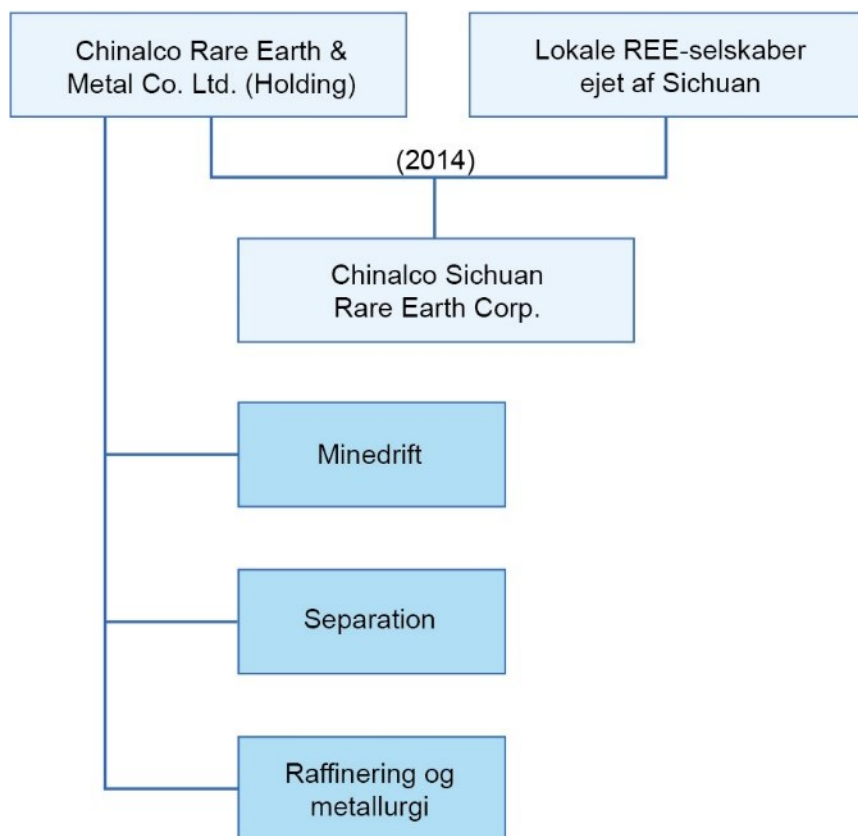 Chinalco Rare Earth &
Metal Co. Ltd. (Holding)
Lokale REE-selskaber
ejet af Sichuan
(2014)
Chinalco Sichuan
Rare Earth Corp.
Minedrift
Separation
Raffinering og
metallurgi